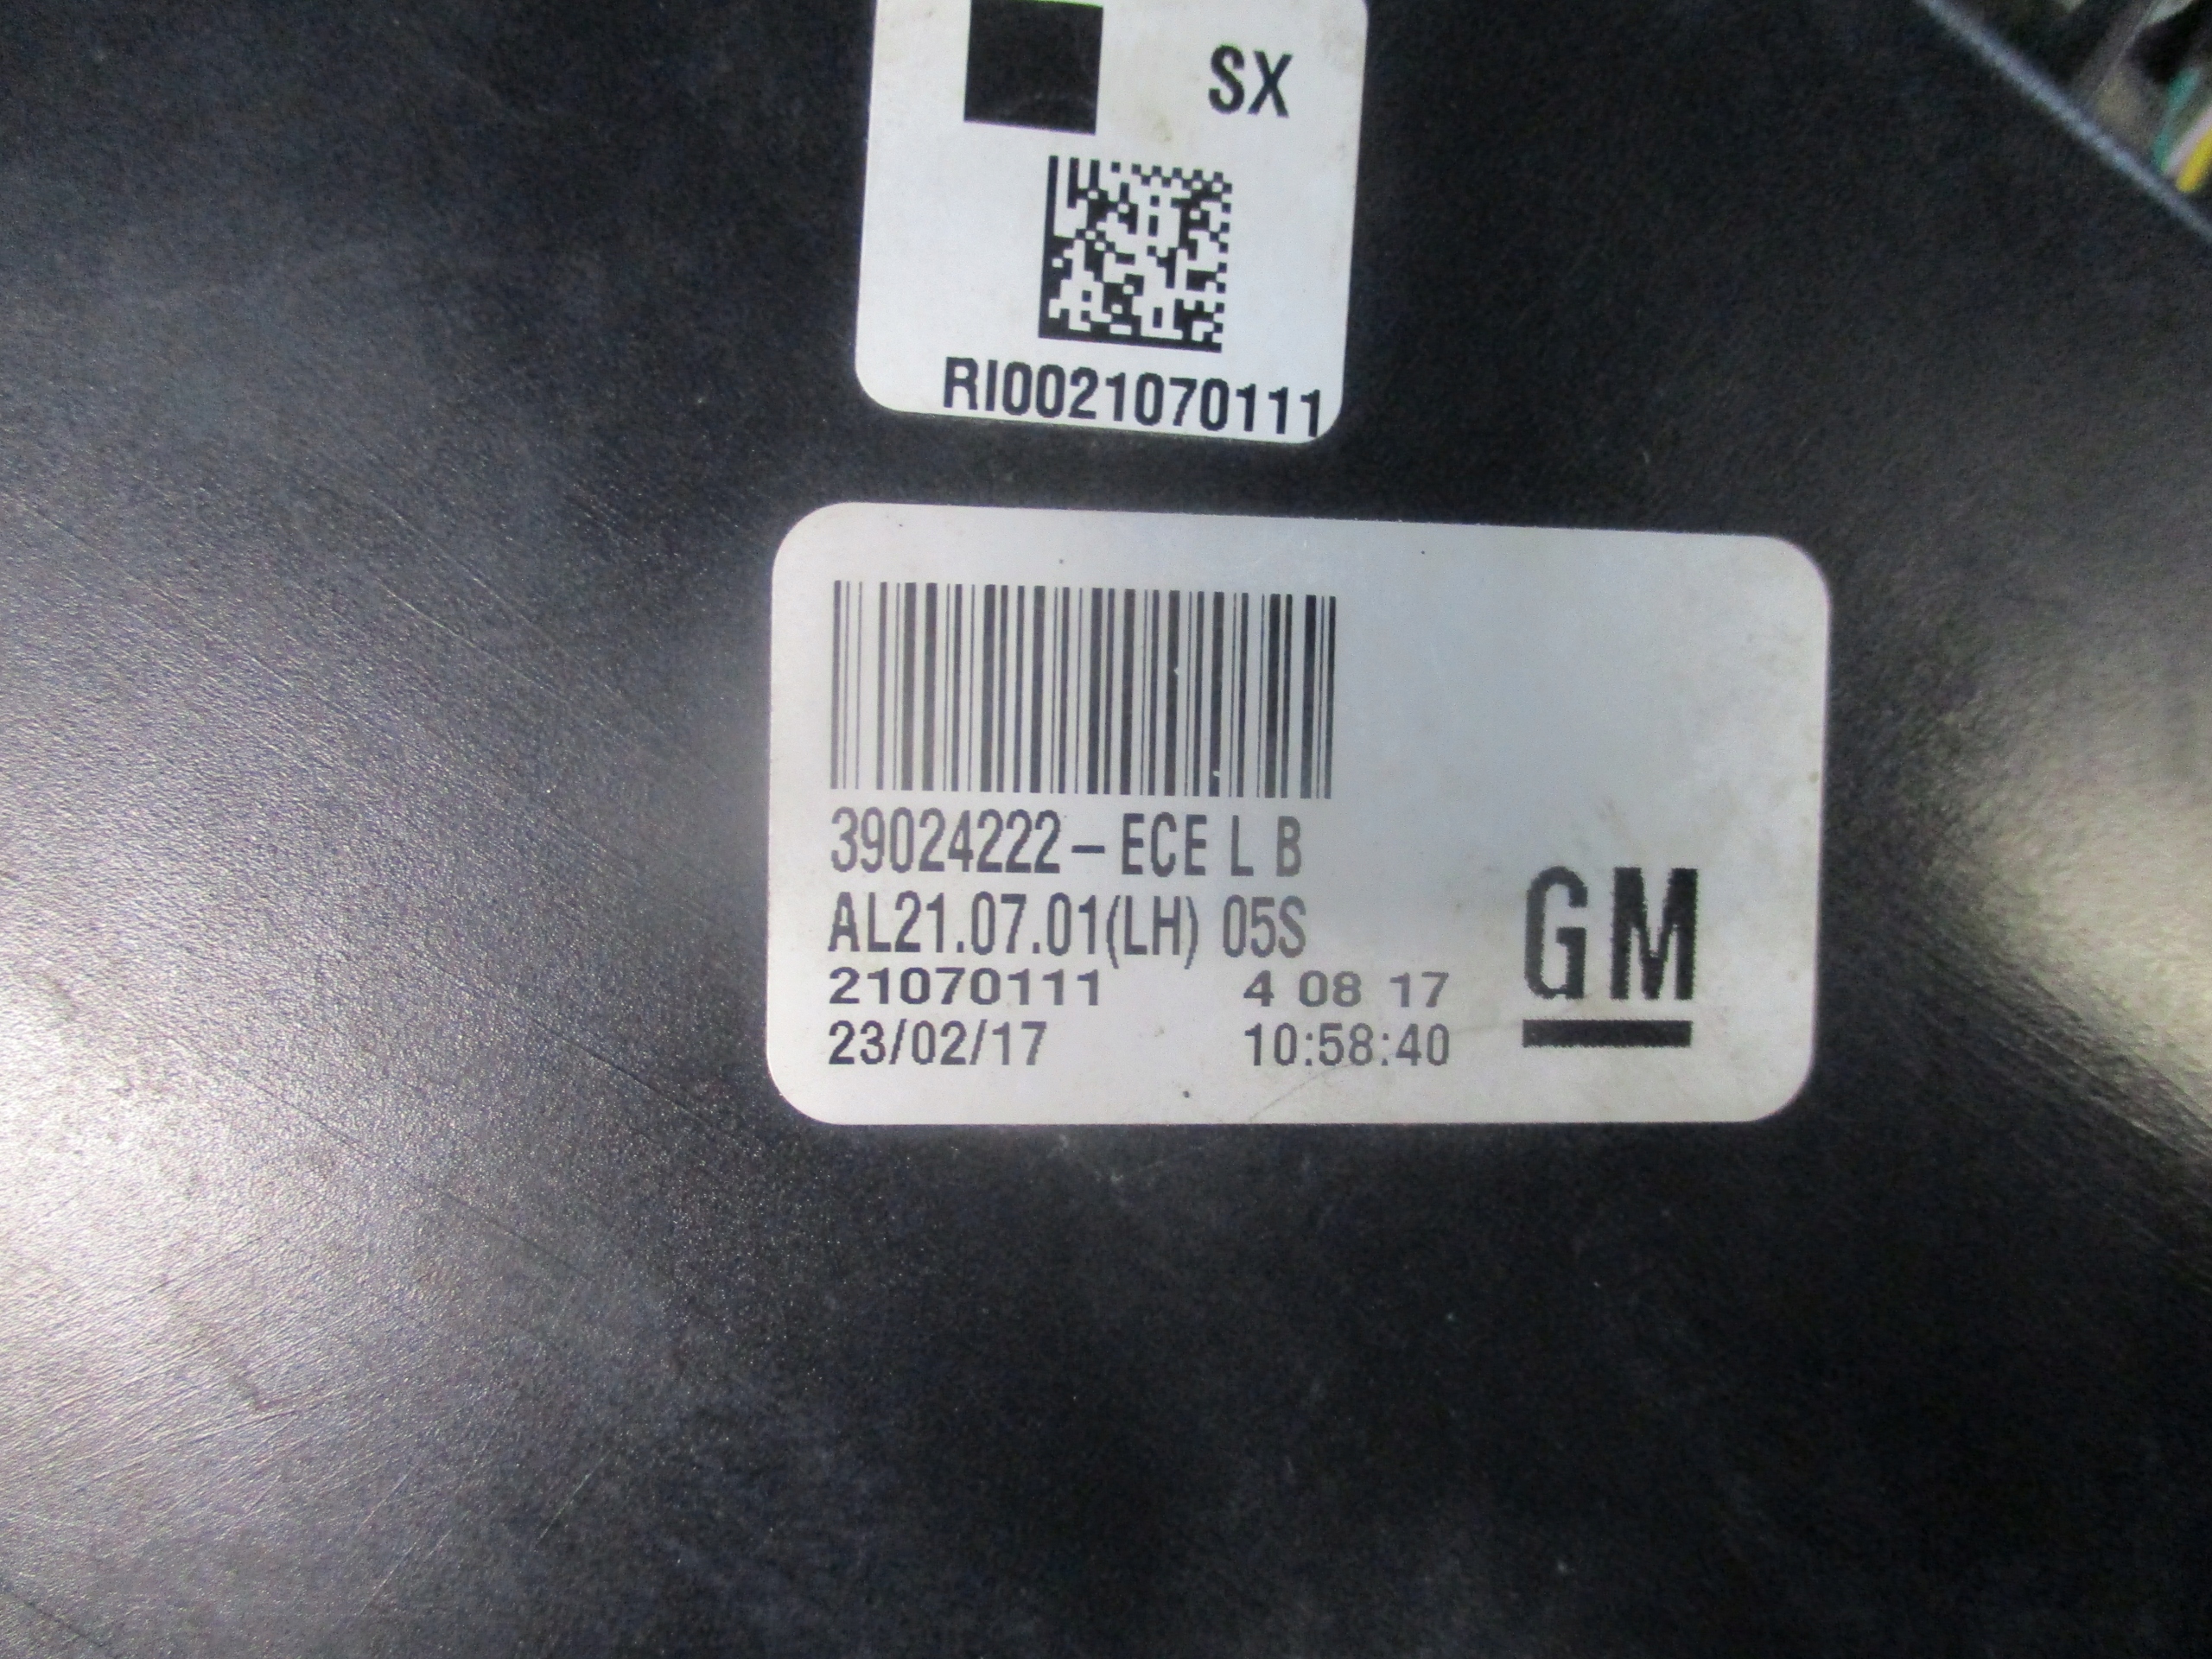 SX
RI0021070111
39024222-ECE L B
AL21.07.01(LH) 05S
21070111 4 08 17
23/02/17 10:58:40
GM